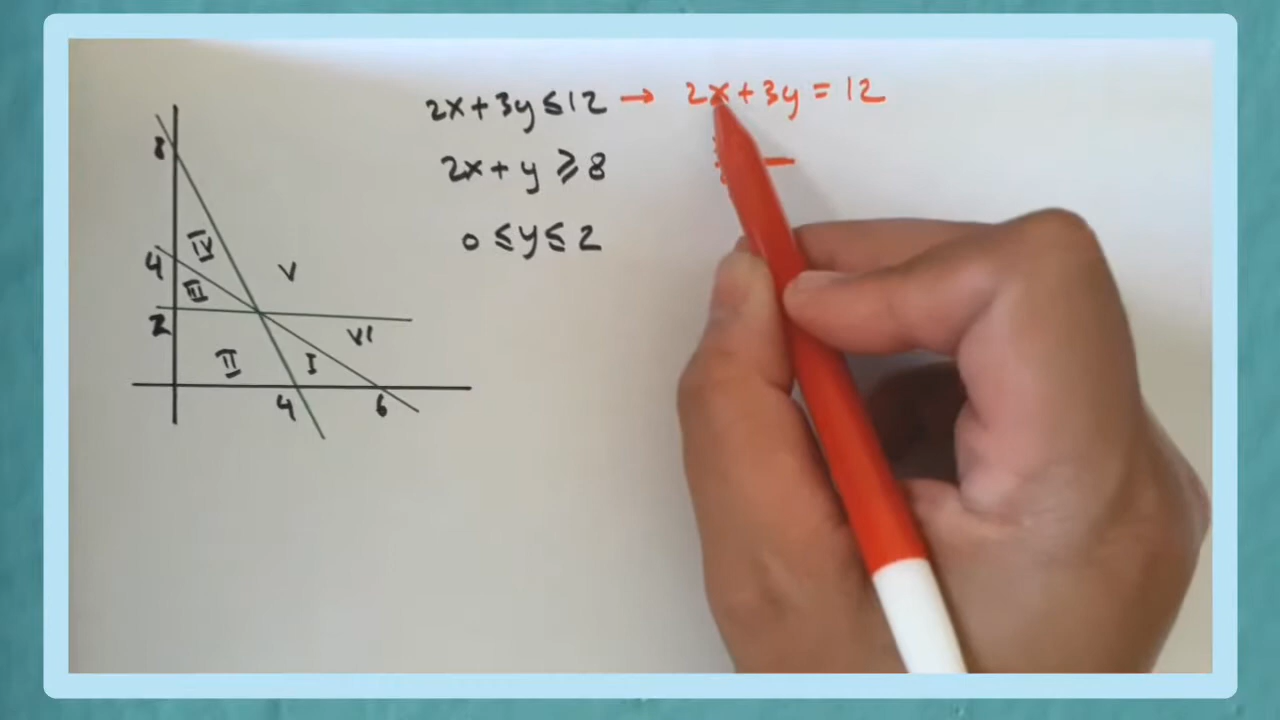 2x + 3y ≤ 12 → 2x + 3y = 12
2x + y ≥ 8
0 ≤ y ≤ 2
8
IV
4
III
V
2
VI
II
I
4
6